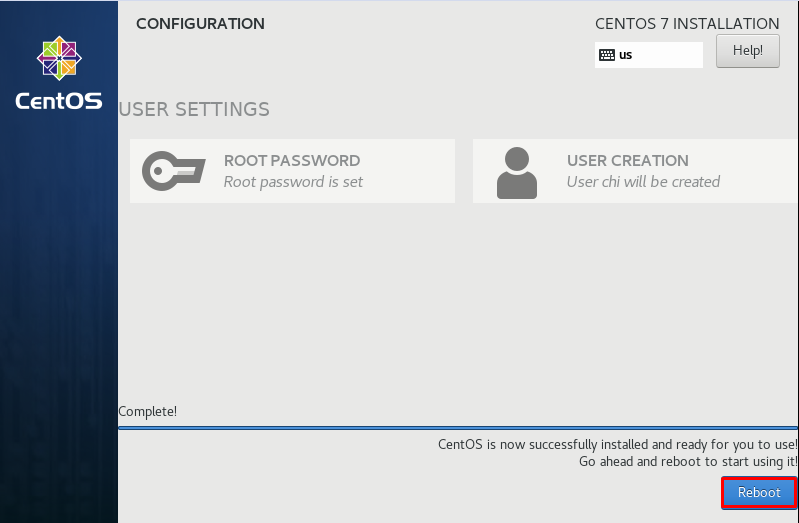 CONFIGURATION
CENTOS 7 INSTALLATION
us
Help!
CentOS
USER SETTINGS
ROOT PASSWORD
Root password is set
USER CREATION
User chi will be created
Complete!
CentOS is now successfully installed and ready for you to use!
Go ahead and reboot to start using it!
Reboot